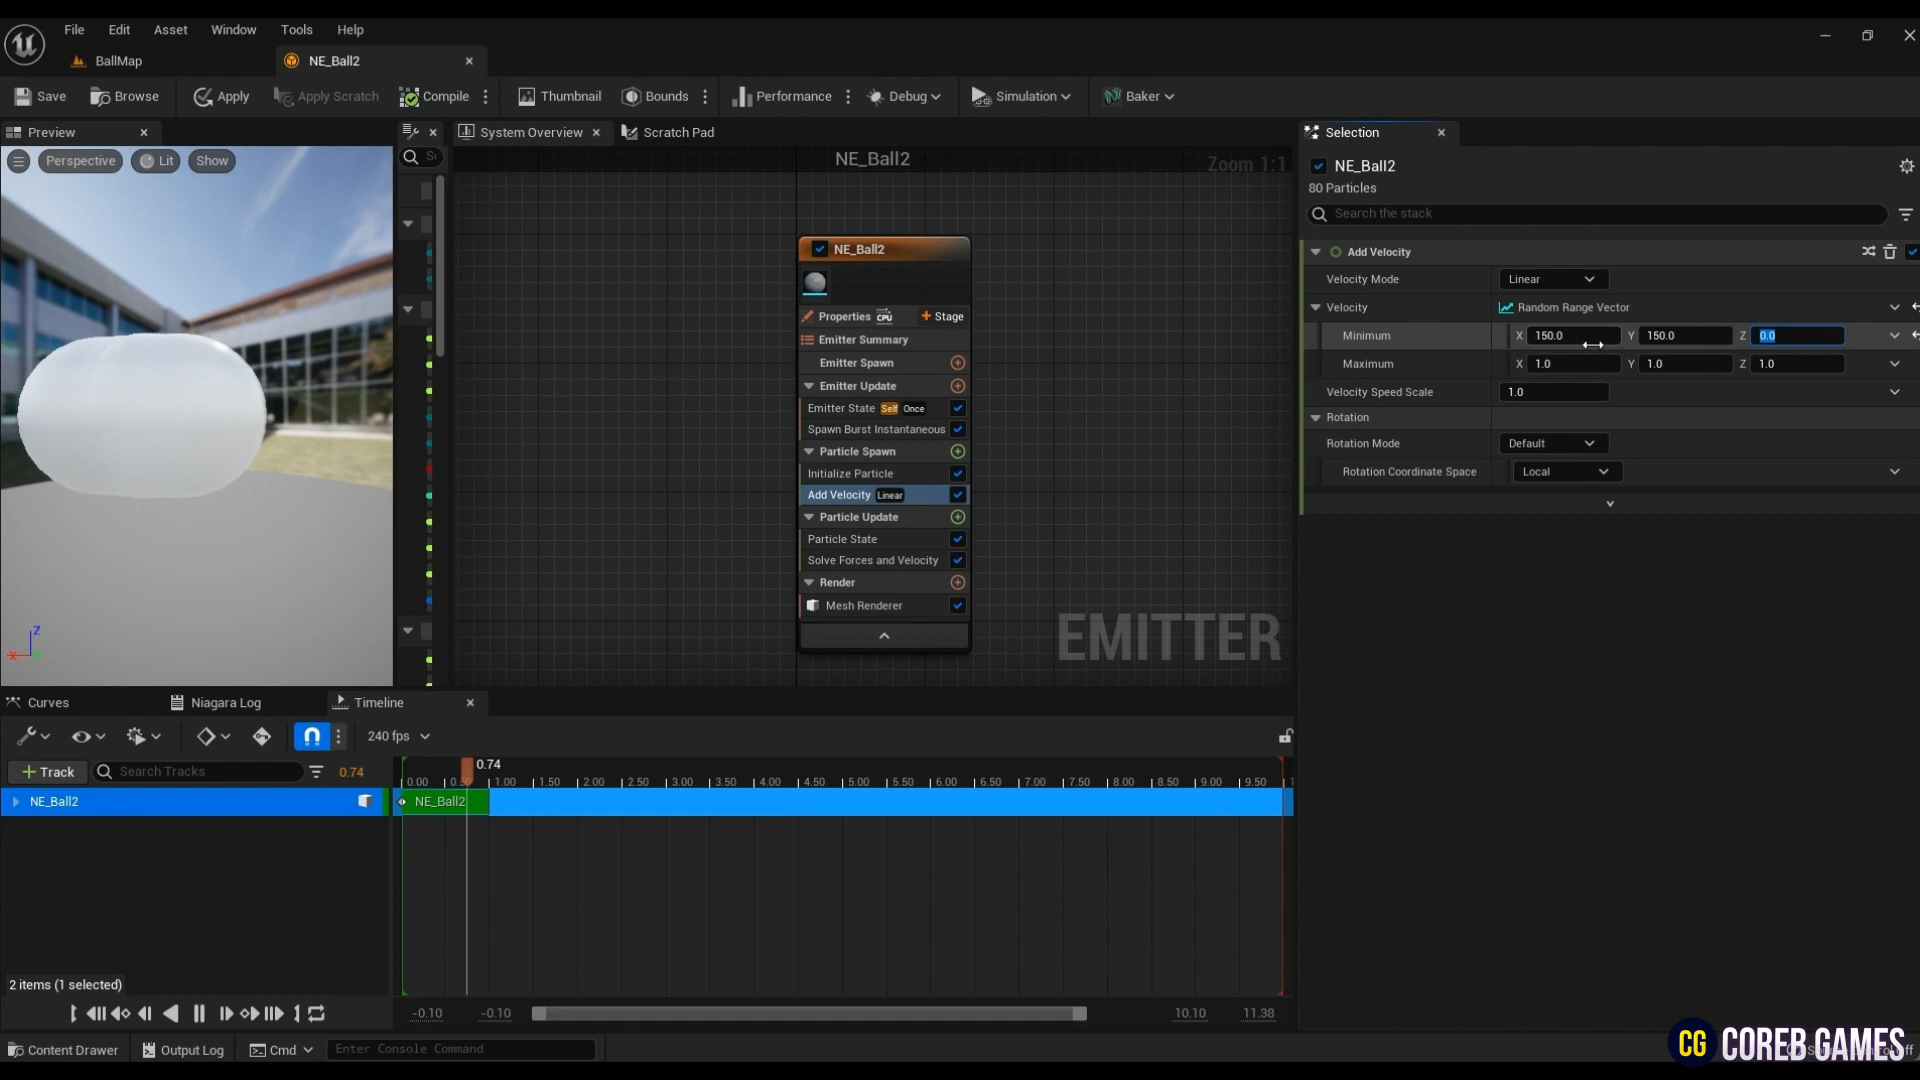 File Edit Asset Window Tools Help
BallMap NE_Ball2
Save Browse Apply Apply Scratch Compile Thumbnail Bounds Performance Debug Simulation Baker
Preview System Overview Scratch Pad Selection
Perspective Lit Show
NE_Ball2
Zoom 1:1
NE_Ball2
80 Particles
Search the stack
NE_Ball2
Properties CPU Stage
Emitter Summary
Emitter Spawn
Emitter Update
Emitter State Self Once
Spawn Burst Instantaneous
Particle Spawn
Initialize Particle
Add Velocity Linear
Particle Update
Particle State
Solve Forces and Velocity
Render
Mesh Renderer
EMITTER
Add Velocity
Velocity Mode Linear
Velocity Random Range Vector
Minimum X 150.0 Y 150.0 Z 0.0
Maximum X 1.0 Y 1.0 Z 1.0
Velocity Speed Scale 1.0
Rotation
Rotation Mode Default
Rotation Coordinate Space Local
Z
X
Curves Niagara Log Timeline
240 fps
Track Search Tracks 0.74
0.74
0.00 0.50 1.00 1.50 2.00 2.50 3.00 3.50 4.00 4.50 5.00 5.50 6.00 6.50 7.00 7.50 8.00 8.50 9.00 9.50 1
NE_Ball2 NE_Ball2
2 items (1 selected)
-0.10 -0.10 10.10 11.38
Content Drawer Output Log Cmd Enter Console Command
CG COREB GAMES